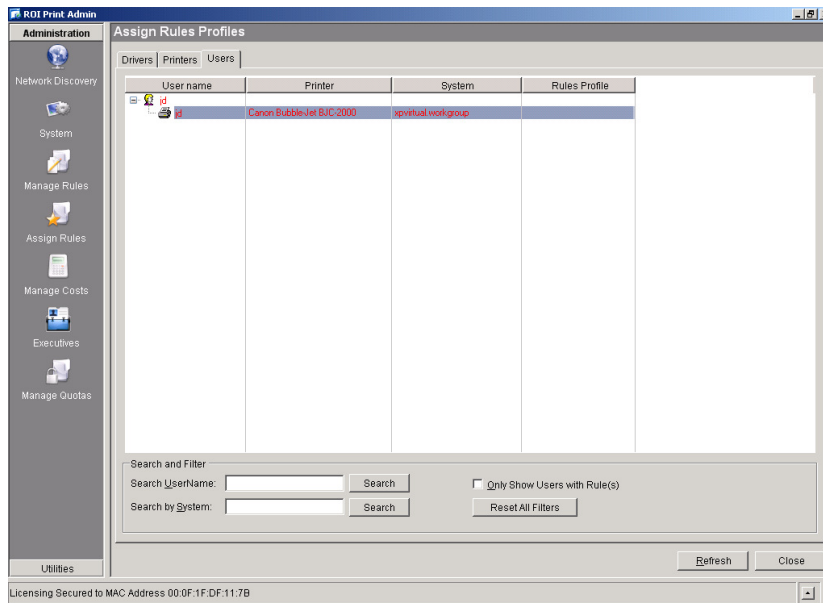 ROI Print Admin
Administration
Network Discovery
System
Manage Rules
Assign Rules
Manage Costs
Executives
Manage Quotas
Utilities
Assign Rules Profiles
Drivers Printers Users
User name Printer System Rules Profile
jd
jd Canon Bubble-Jet BJC-2000 xpvirtual.workgroup
Search and Filter
Search UserName: Search Only Show Users with Rule(s)
Search by System: Search Reset All Filters
Refresh Close
Licensing Secured to MAC Address 00:0F:1F:DF:11:7B